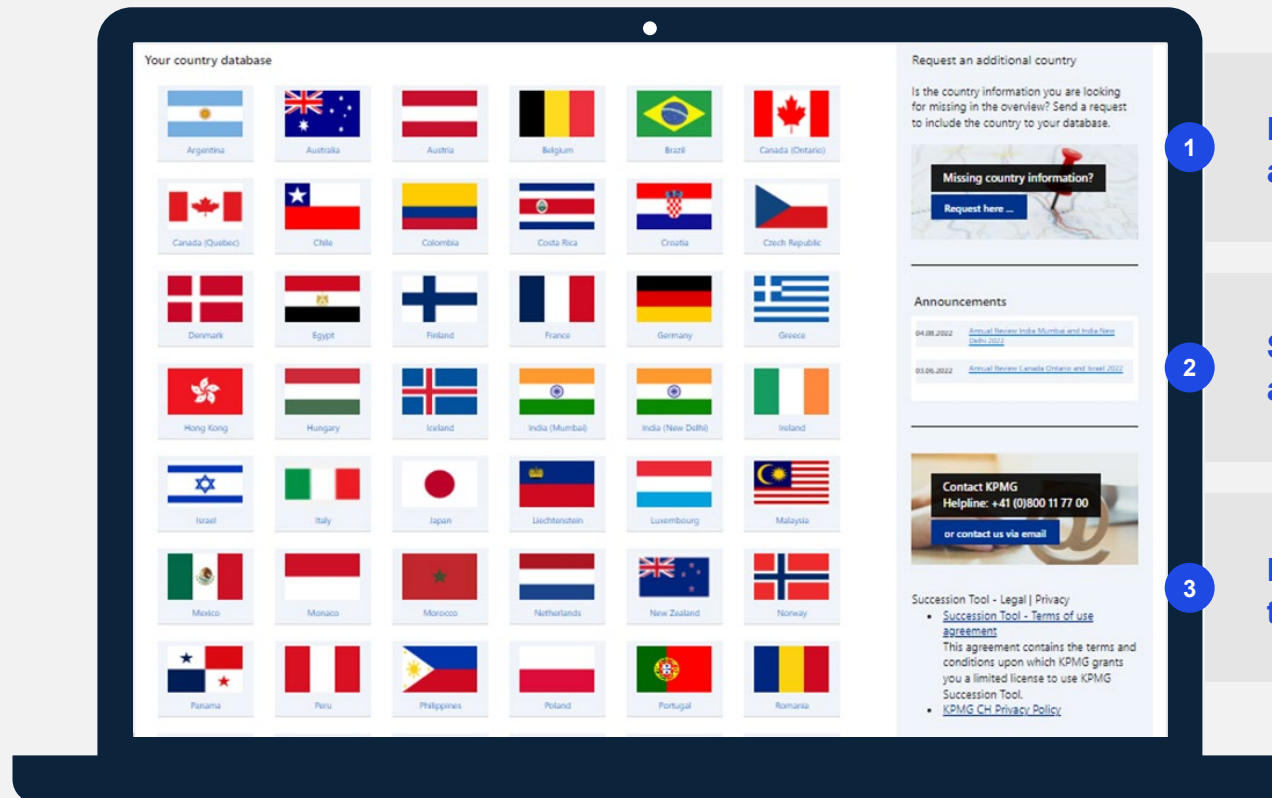 Your country database
Argentina
Australia
Austria
Belgium
Brazil
Canada (Ontario)
Canada (Quebec)
Chile
Colombia
Costa Rica
Croatia
Czech Republic
Denmark
Egypt
Finland
France
Germany
Greece
Hong Kong
Hungary
Iceland
India (Mumbai)
India (New Delhi)
Ireland
Israel
Italy
Japan
Liechtenstein
Luxembourg
Malaysia
Mexico
Monaco
Morocco
Netherlands
New Zealand
Norway
Panama
Peru
Philippines
Poland
Portugal
Romania
Request an additional country
Is the country information you are looking
for missing in the overview? Send a request
to include the country to your database.
Missing country information?
Request here ...
Announcements
04.08.2022 Annual Review India Mumbai and India New
Delhi 2022
03.06.2022 Annual Review Canada Ontario and Israel 2022
Contact KPMG
Helpline: +41 (0)800 11 77 00
or contact us via email
Succession Tool - Legal | Privacy
• Succession Tool - Terms of use
agreement
This agreement contains the terms and
conditions upon which KPMG grants
you a limited license to use KPMG
Succession Tool.
• KPMG CH Privacy Policy
1
2
3